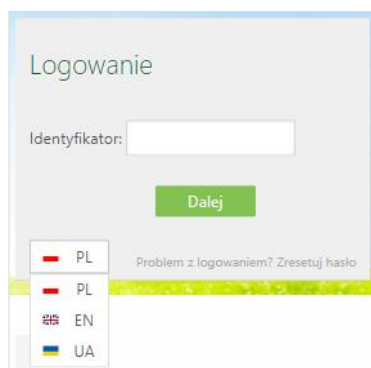 Logowanie
Identyfikator:
Dalej
PL
Problem z logowaniem? Zresetuj hasło
PL
EN
UA